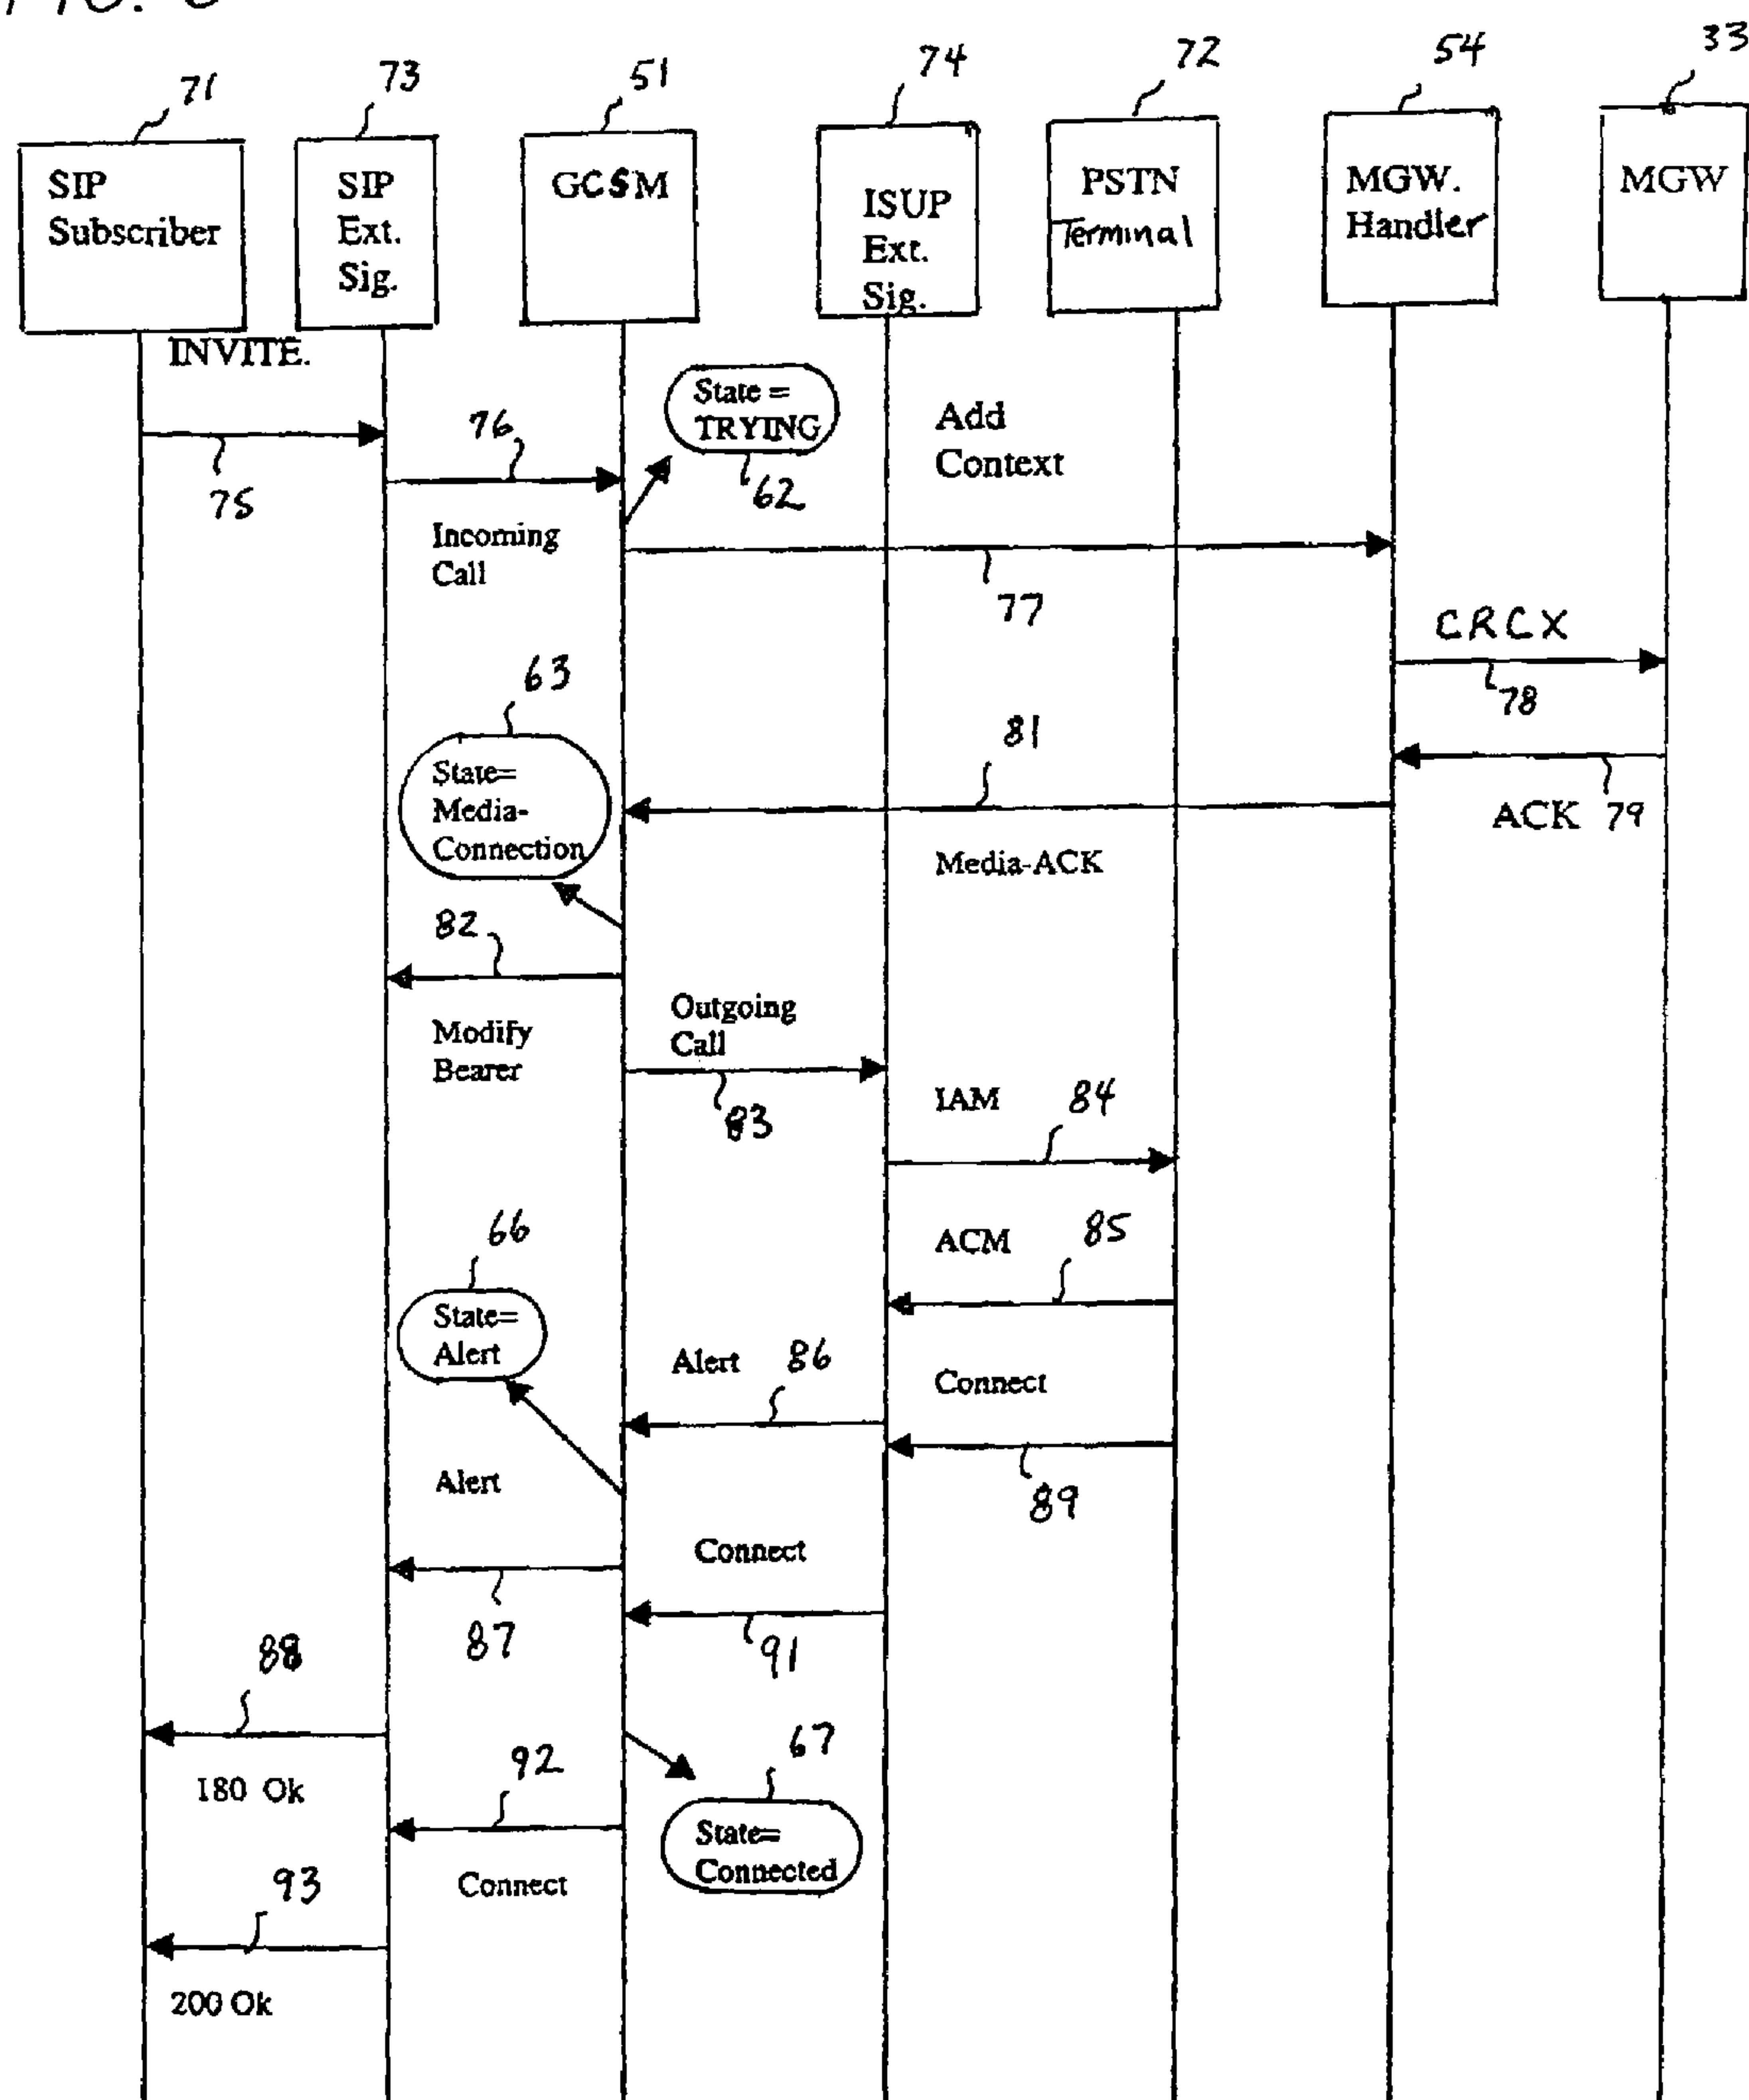 71
73
51
74
72
54
33
SIP
Subscriber
SIP
Ext.
Sig.
GCSM
ISUP
Ext.
Sig.
PSTN
Terminal
MGW.
Handler
MGW
INVITE.
75
76
State =
TRYING
62
Add
Context
Incoming
Call
77
CRCX
78
63
State=
Media-
Connection
81
ACK 79
Media-ACK
82
Modify
Bearer
Outgoing
Call
83
IAM 84
66
ACM 85
State=
Alert
Alert 86
Connect
89
Alert
Connect
87
91
88
180 Ok
92
67
State=
Connected
Connect
93
200 Ok